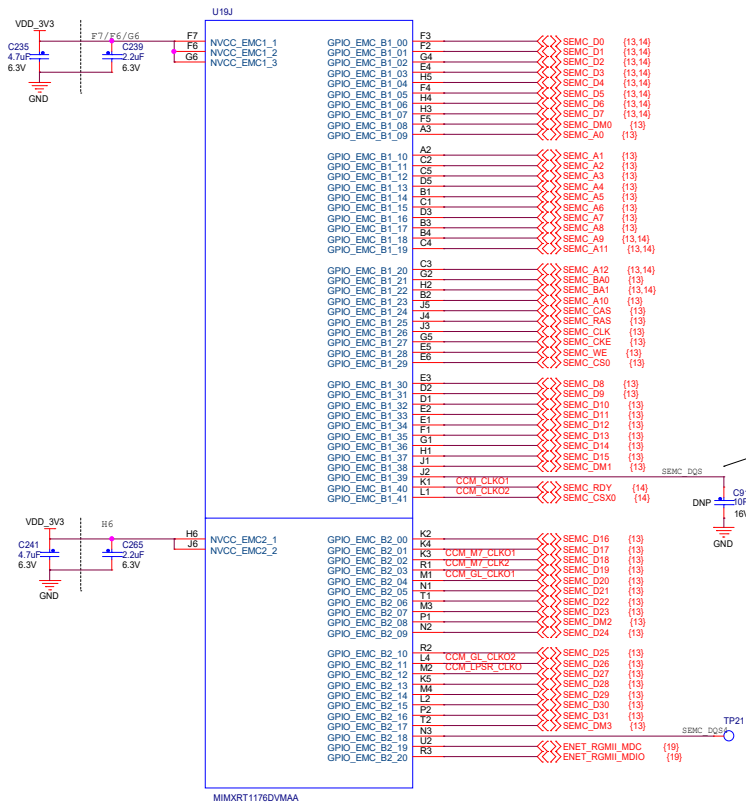 U19J
VDD_3V3
F7/F6/G6
C235
4.7uF
6.3V
C239
2.2uF
6.3V
GND
F7 NVCC_EMC1_1
F6 NVCC_EMC1_2
G6 NVCC_EMC1_3
GPIO_EMC_B1_00 F3 SEMC_D0 {13,14}
GPIO_EMC_B1_01 F2 SEMC_D1 {13,14}
GPIO_EMC_B1_02 G4 SEMC_D2 {13,14}
GPIO_EMC_B1_03 E4 SEMC_D3 {13,14}
GPIO_EMC_B1_04 H5 SEMC_D4 {13,14}
GPIO_EMC_B1_05 F4 SEMC_D5 {13,14}
GPIO_EMC_B1_06 H4 SEMC_D6 {13,14}
GPIO_EMC_B1_07 H3 SEMC_D7 {13,14}
GPIO_EMC_B1_08 F5 SEMC_DM0 {13}
GPIO_EMC_B1_09 A3 SEMC_A0 {13}
GPIO_EMC_B1_10 A2 SEMC_A1 {13}
GPIO_EMC_B1_11 C2 SEMC_A2 {13}
GPIO_EMC_B1_12 C5 SEMC_A3 {13}
GPIO_EMC_B1_13 D5 SEMC_A4 {13}
GPIO_EMC_B1_14 B1 SEMC_A5 {13}
GPIO_EMC_B1_15 C1 SEMC_A6 {13}
GPIO_EMC_B1_16 D3 SEMC_A7 {13}
GPIO_EMC_B1_17 B3 SEMC_A8 {13}
GPIO_EMC_B1_18 B4 SEMC_A9 {13,14}
GPIO_EMC_B1_19 C4 SEMC_A11 {13,14}
GPIO_EMC_B1_20 C3 SEMC_A12 {13,14}
GPIO_EMC_B1_21 G2 SEMC_BA0 {13}
GPIO_EMC_B1_22 H2 SEMC_BA1 {13,14}
GPIO_EMC_B1_23 B2 SEMC_A10 {13}
GPIO_EMC_B1_24 J5 SEMC_CAS {13}
GPIO_EMC_B1_25 J4 SEMC_RAS {13}
GPIO_EMC_B1_26 J3 SEMC_CLK {13}
GPIO_EMC_B1_27 G5 SEMC_CKE {13}
GPIO_EMC_B1_28 E5 SEMC_WE {13}
GPIO_EMC_B1_29 E6 SEMC_CS0 {13}
GPIO_EMC_B1_30 E3 SEMC_D8 {13}
GPIO_EMC_B1_31 D2 SEMC_D9 {13}
GPIO_EMC_B1_32 D1 SEMC_D10 {13}
GPIO_EMC_B1_33 E2 SEMC_D11 {13}
GPIO_EMC_B1_34 E1 SEMC_D12 {13}
GPIO_EMC_B1_35 F1 SEMC_D13 {13}
GPIO_EMC_B1_36 G1 SEMC_D14 {13}
GPIO_EMC_B1_37 H1 SEMC_D15 {13}
GPIO_EMC_B1_38 J1 SEMC_DM1 {13}
GPIO_EMC_B1_39 J2 SEMC_DQS
GPIO_EMC_B1_40 K1 CCM_CLKO1 SEMC_RDY {14}
GPIO_EMC_B1_41 L1 CCM_CLKO2 SEMC_CSX0 {14}
DNP
GND
VDD_3V3
H6
C241
4.7uF
6.3V
C265
2.2uF
6.3V
GND
H6 NVCC_EMC2_1
J6 NVCC_EMC2_2
GPIO_EMC_B2_00 K2 SEMC_D16 {13}
GPIO_EMC_B2_01 K4 SEMC_D17 {13}
GPIO_EMC_B2_02 K3 CCM_M7_CLKO1 SEMC_D18 {13}
GPIO_EMC_B2_03 R1 CCM_M7_CLK2 SEMC_D19 {13}
GPIO_EMC_B2_04 M1 CCM_GL_CLKO1 SEMC_D20 {13}
GPIO_EMC_B2_05 N1 SEMC_D21 {13}
GPIO_EMC_B2_06 T1 SEMC_D22 {13}
GPIO_EMC_B2_07 M3 SEMC_D23 {13}
GPIO_EMC_B2_08 P1 SEMC_DM2 {13}
GPIO_EMC_B2_09 N2 SEMC_D24 {13}
GPIO_EMC_B2_10 R2 SEMC_D25 {13}
GPIO_EMC_B2_11 L4 CCM_GL_CLKO2 SEMC_D26 {13}
GPIO_EMC_B2_12 M2 CCM_LPSR_CLKO SEMC_D27 {13}
GPIO_EMC_B2_13 K5 SEMC_D28 {13}
GPIO_EMC_B2_14 M4 SEMC_D29 {13}
GPIO_EMC_B2_15 L2 SEMC_D30 {13}
GPIO_EMC_B2_16 P2 SEMC_D31 {13}
GPIO_EMC_B2_17 T2 SEMC_DM3 {13}
GPIO_EMC_B2_18 N3 SEMC_DQS4 TP21
GPIO_EMC_B2_19 U2 ENET_RGMII_MDC {19}
GPIO_EMC_B2_20 R3 ENET_RGMII_MDIO {19}
MIMXRT1176DVMAA